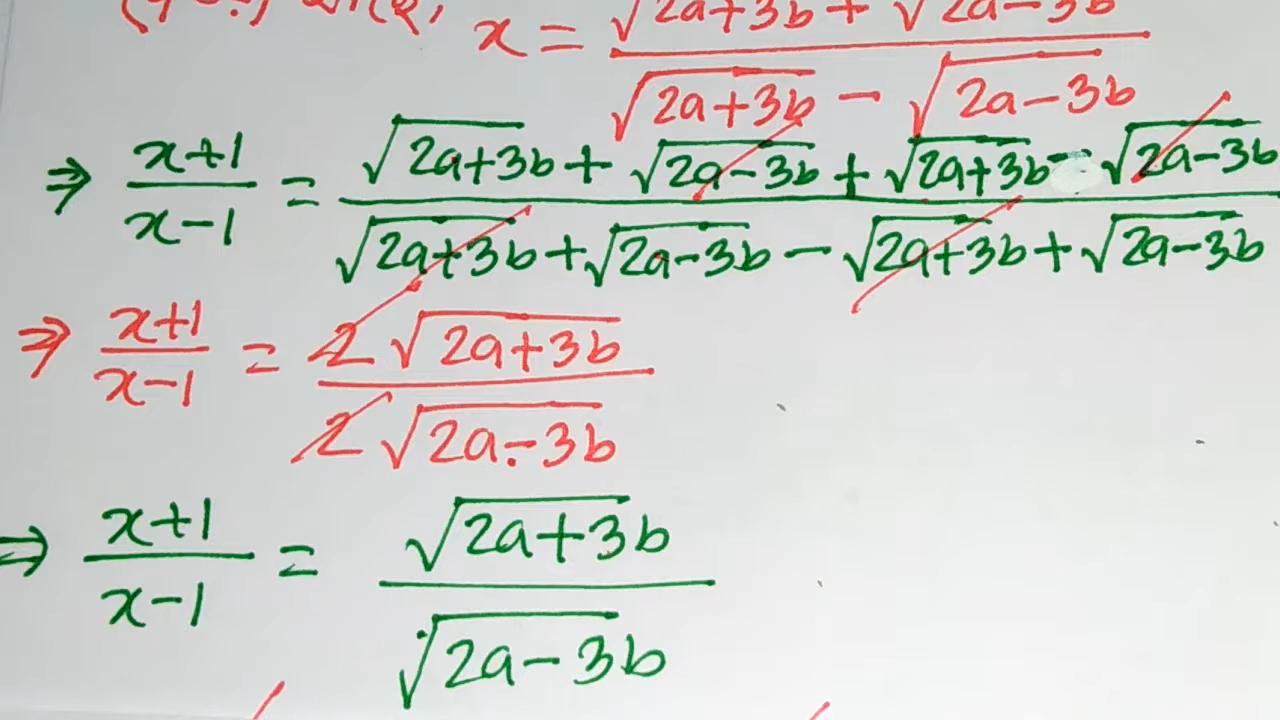 x = (√(2a+3b) + √(2a-3b)) / (√(2a+3b) - √(2a-3b))
⇒ (x+1)/(x-1) = (√(2a+3b) + √(2a-3b) + √(2a+3b) - √(2a-3b)) / (√(2a+3b) + √(2a-3b) - √(2a+3b) + √(2a-3b))
⇒ (x+1)/(x-1) = 2√(2a+3b) / 2√(2a-3b)
⇒ (x+1)/(x-1) = √(2a+3b) / √(2a-3b)